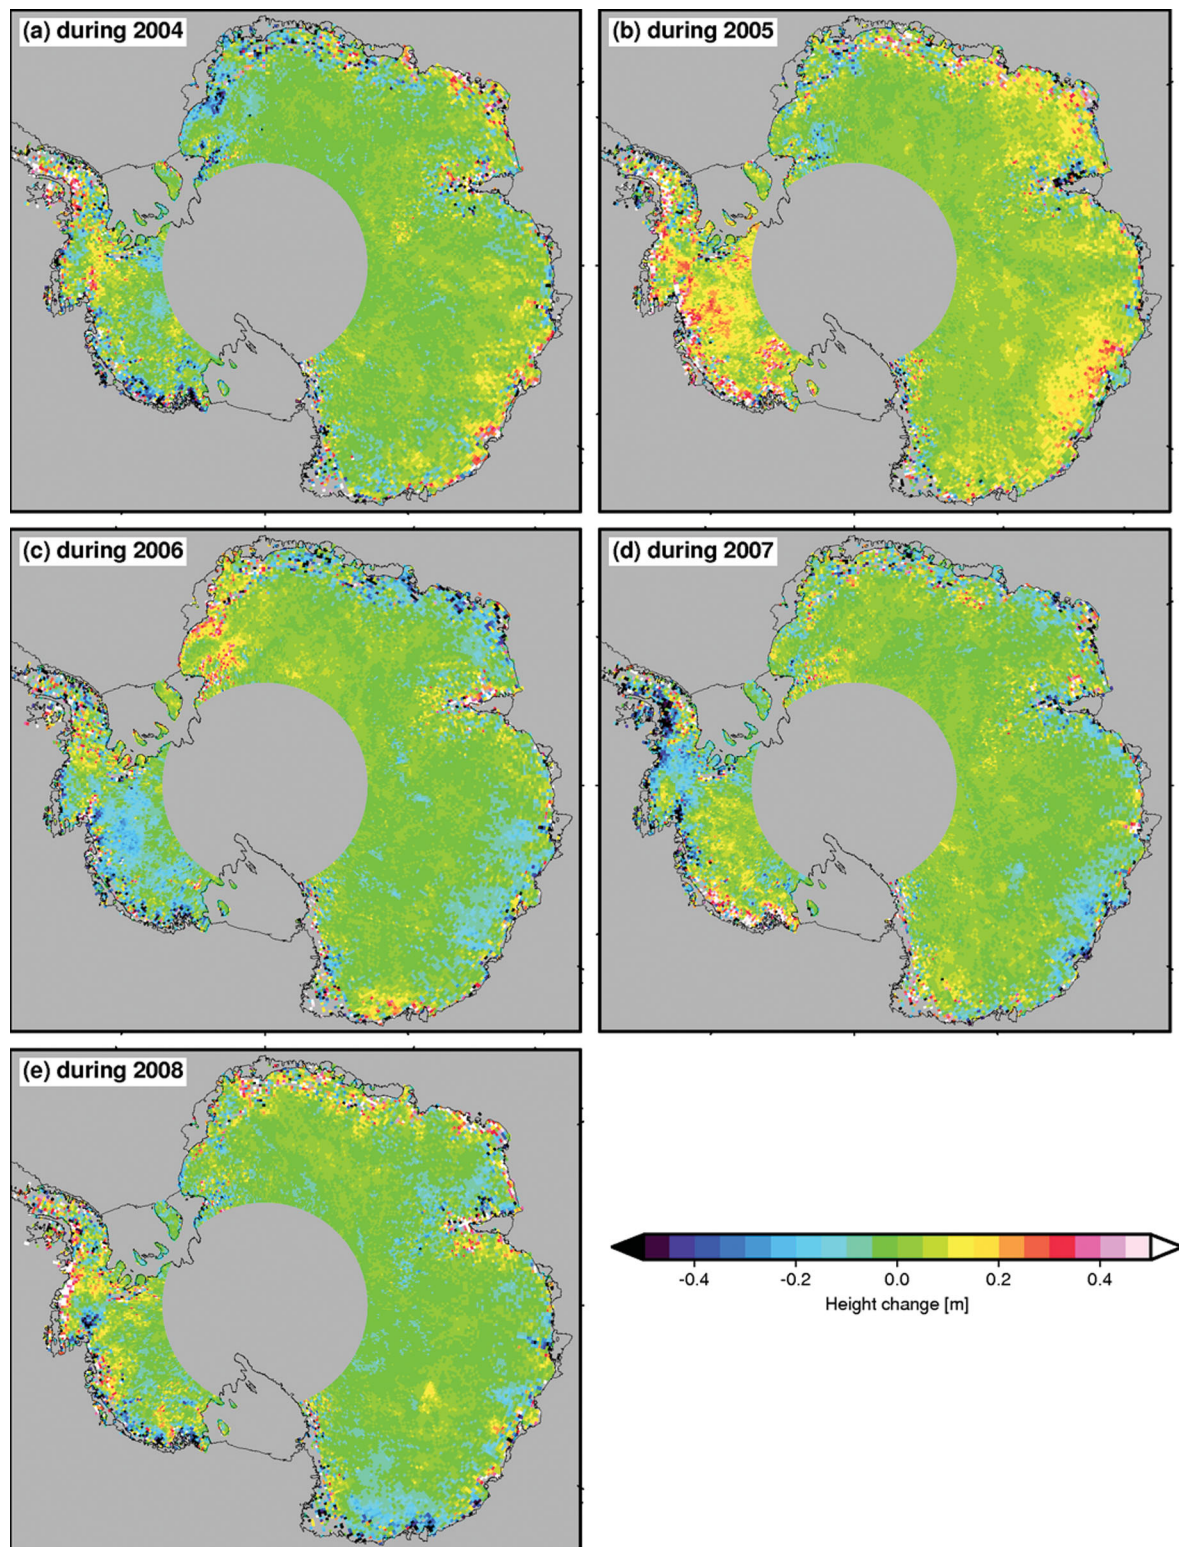 (a) during 2004
(b) during 2005
(c) during 2006
(d) during 2007
(e) during 2008
-0.4 -0.2 0.0 0.2 0.4
Height change [m]